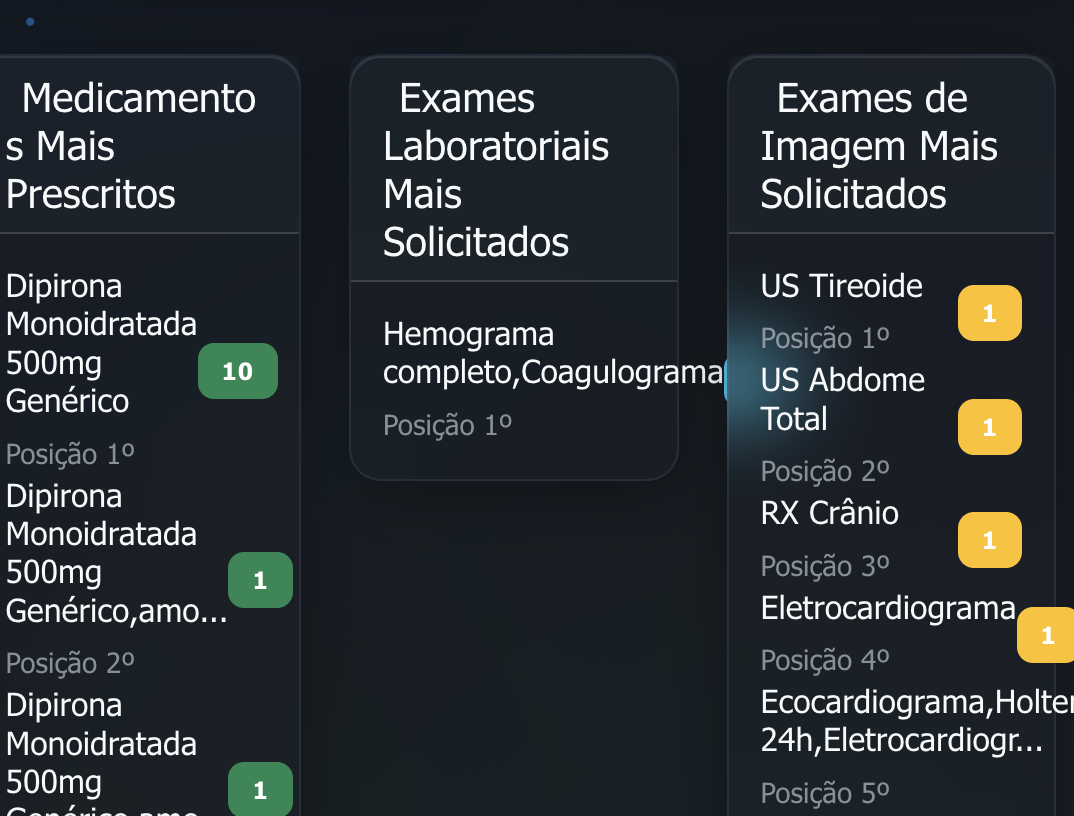 Medicamento
s Mais
Prescritos
Dipirona
Monoidratada
500mg
Genérico
10
Posição 1º
Dipirona
Monoidratada
500mg
Genérico,amo...
1
Posição 2º
Dipirona
Monoidratada
500mg
1
Genérico,amo
Exames
Laboratoriais
Mais
Solicitados
Hemograma
completo,Coagulograma
Posição 1º
Exames de
Imagem Mais
Solicitados
US Tireoide
1
Posição 1º
US Abdome
Total
1
Posição 2º
RX Crânio
1
Posição 3º
Eletrocardiograma
1
Posição 4º
Ecocardiograma,Holter
24h,Eletrocardiogr...
Posição 5º